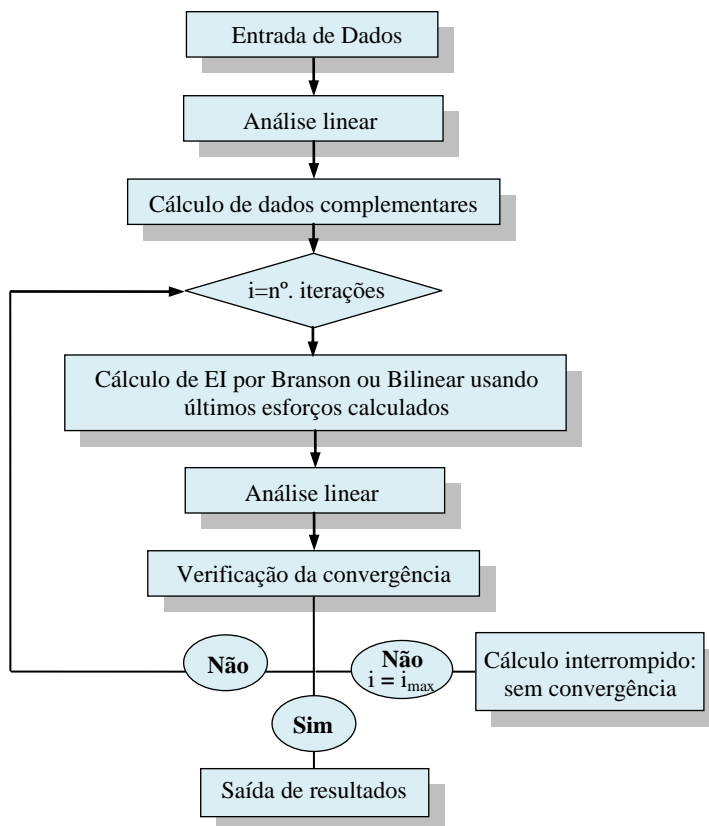 Entrada de Dados
Análise linear
Cálculo de dados complementares
i=nº. iterações
Cálculo de EI por Branson ou Bilinear usando
últimos esforços calculados
Análise linear
Verificação da convergência
Não
Não
i = imax
Cálculo interrompido:
sem convergência
Sim
Saída de resultados